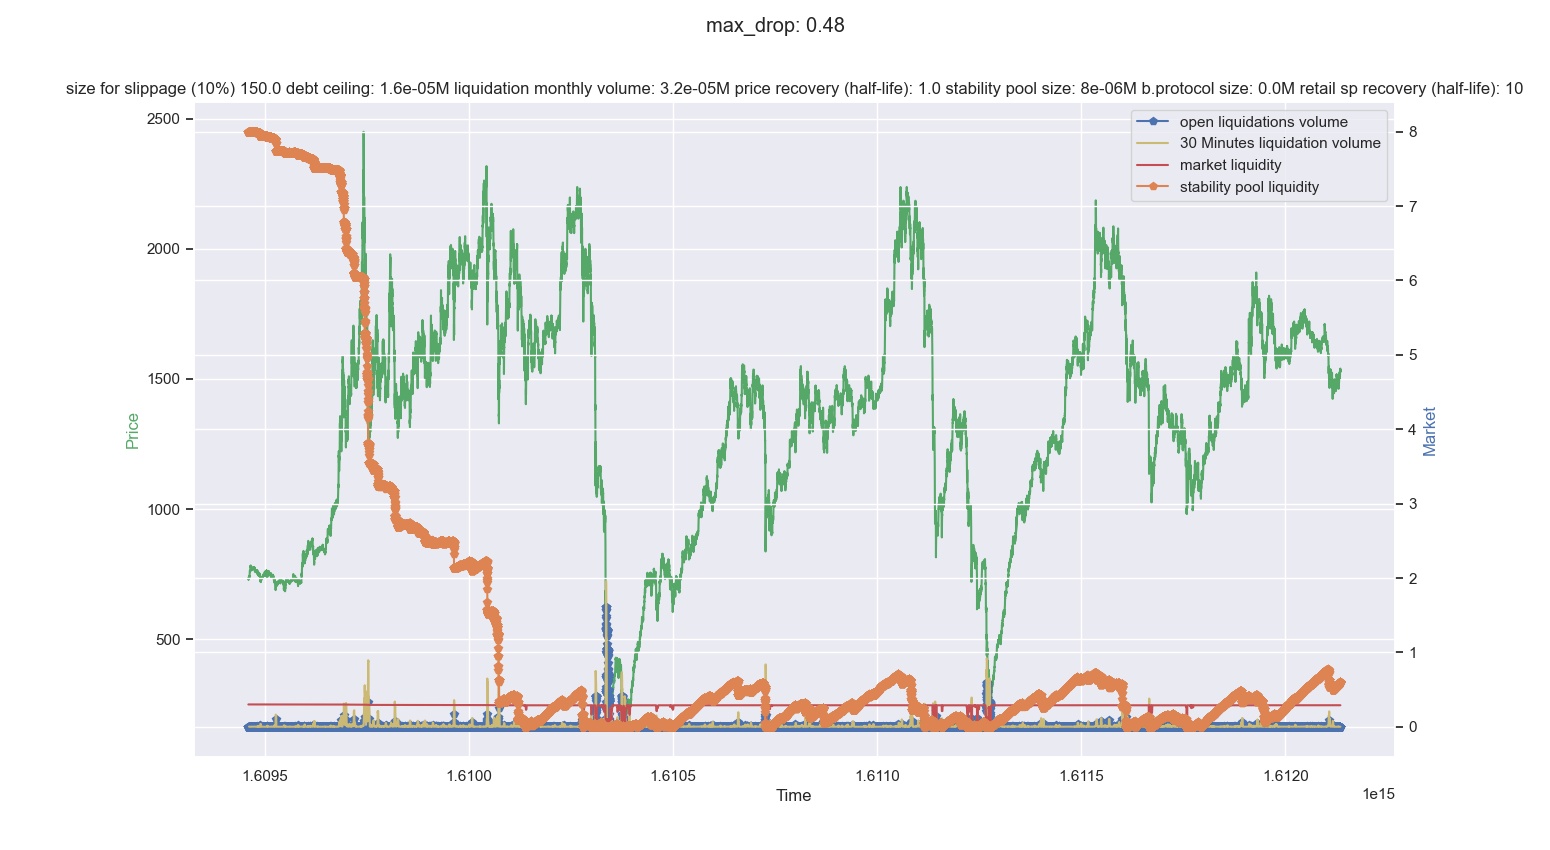 max_drop: 0.48
size for slippage (10%) 150.0 debt ceiling: 1.6e-05M liquidation monthly volume: 3.2e-05M price recovery (half-life): 1.0 stability pool size: 8e-06M b.protocol size: 0.0M retail sp recovery (half-life): 10
open liquidations volume
30 Minutes liquidation volume
market liquidity
stability pool liquidity
2500
2000
1500
1000
500
Price
8
7
6
5
4
3
2
1
0
Market
1.6095 1.6100 1.6105 1.6110 1.6115 1.6120
1e15
Time